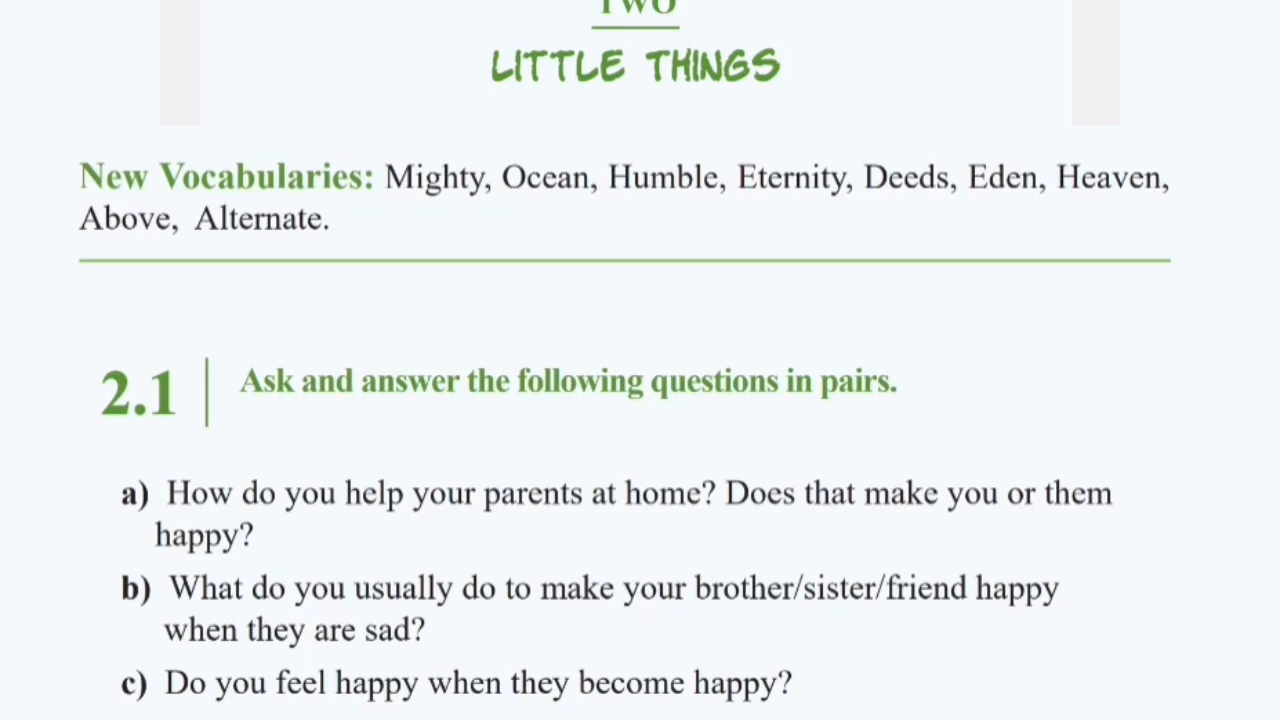 TWO
LITTLE THINGS
New Vocabularies: Mighty, Ocean, Humble, Eternity, Deeds, Eden, Heaven,
Above, Alternate.
2.1 Ask and answer the following questions in pairs.
a) How do you help your parents at home? Does that make you or them
happy?
b) What do you usually do to make your brother/sister/friend happy
when they are sad?
c) Do you feel happy when they become happy?